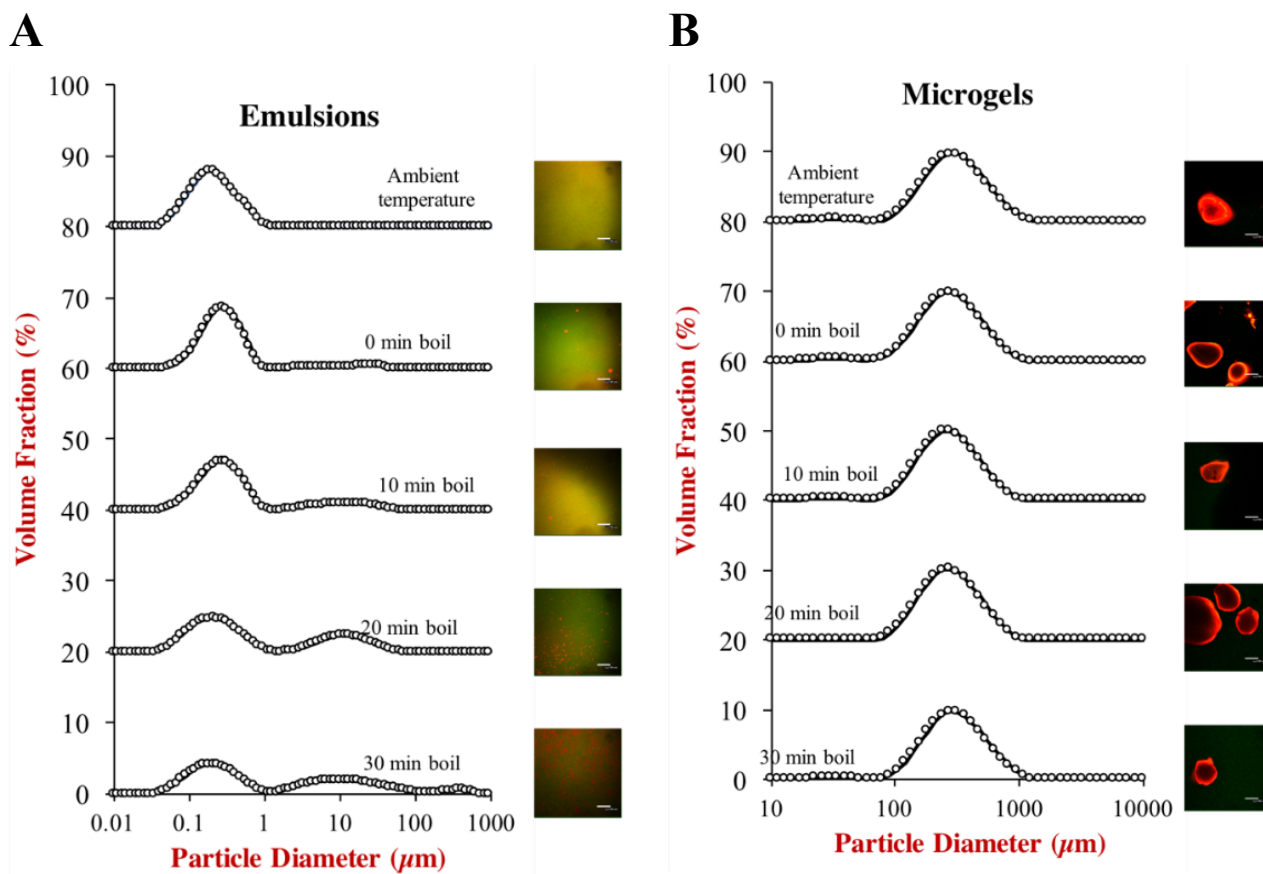 A
Emulsions
Volume Fraction (%)
100
90
80
70
60
50
40
30
20
10
0
Ambient
temperature
0 min boil
10 min boil
20 min boil
30 min boil
0.01 0.1 1 10 100 1000
Particle Diameter (µm)
B
Microgels
Volume Fraction (%)
100
90
80
70
60
50
40
30
20
10
0
Ambient
temperature
0 min boil
10 min boil
20 min boil
30 min boil
10 100 1000 10000
Particle Diameter (µm)